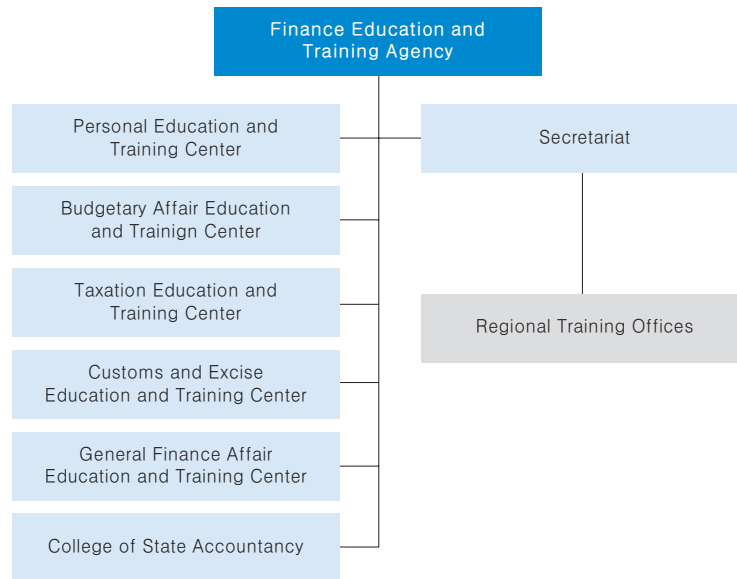 Finance Education and
Training Agency
Personal Education and
Training Center
Secretariat
Budgetary Affair Education
and Trainign Center
Taxation Education and
Training Center
Regional Training Offices
Customs and Excise
Education and Training Center
General Finance Affair
Education and Training Center
College of State Accountancy